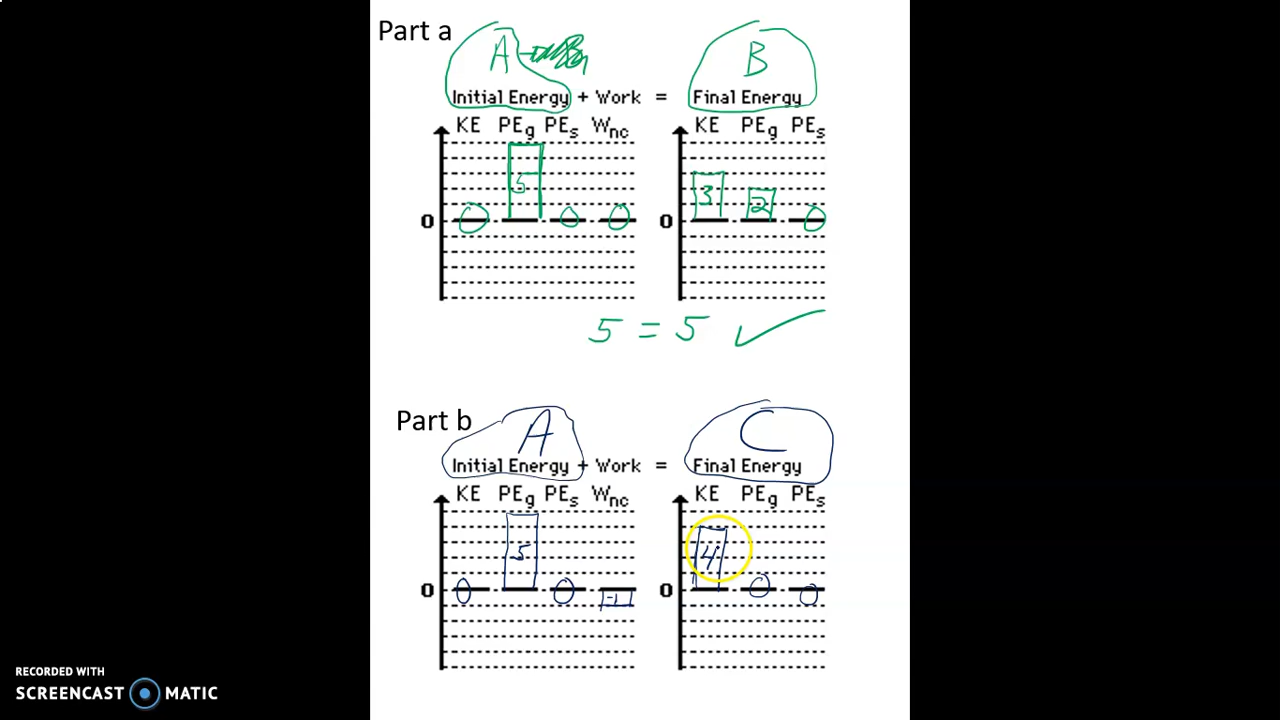 Part a
A B
Initial Energy + Work = Final Energy
KE PEg PEs Wnc KE PEg PEs
5 3 2
0 0 0 0 0 0
5 = 5 ✓
Part b
A C
Initial Energy + Work = Final Energy
KE PEg PEs Wnc KE PEg PEs
5 4
0 0 0 -1 0 0 0
RECORDED WITH
SCREENCAST MATIC